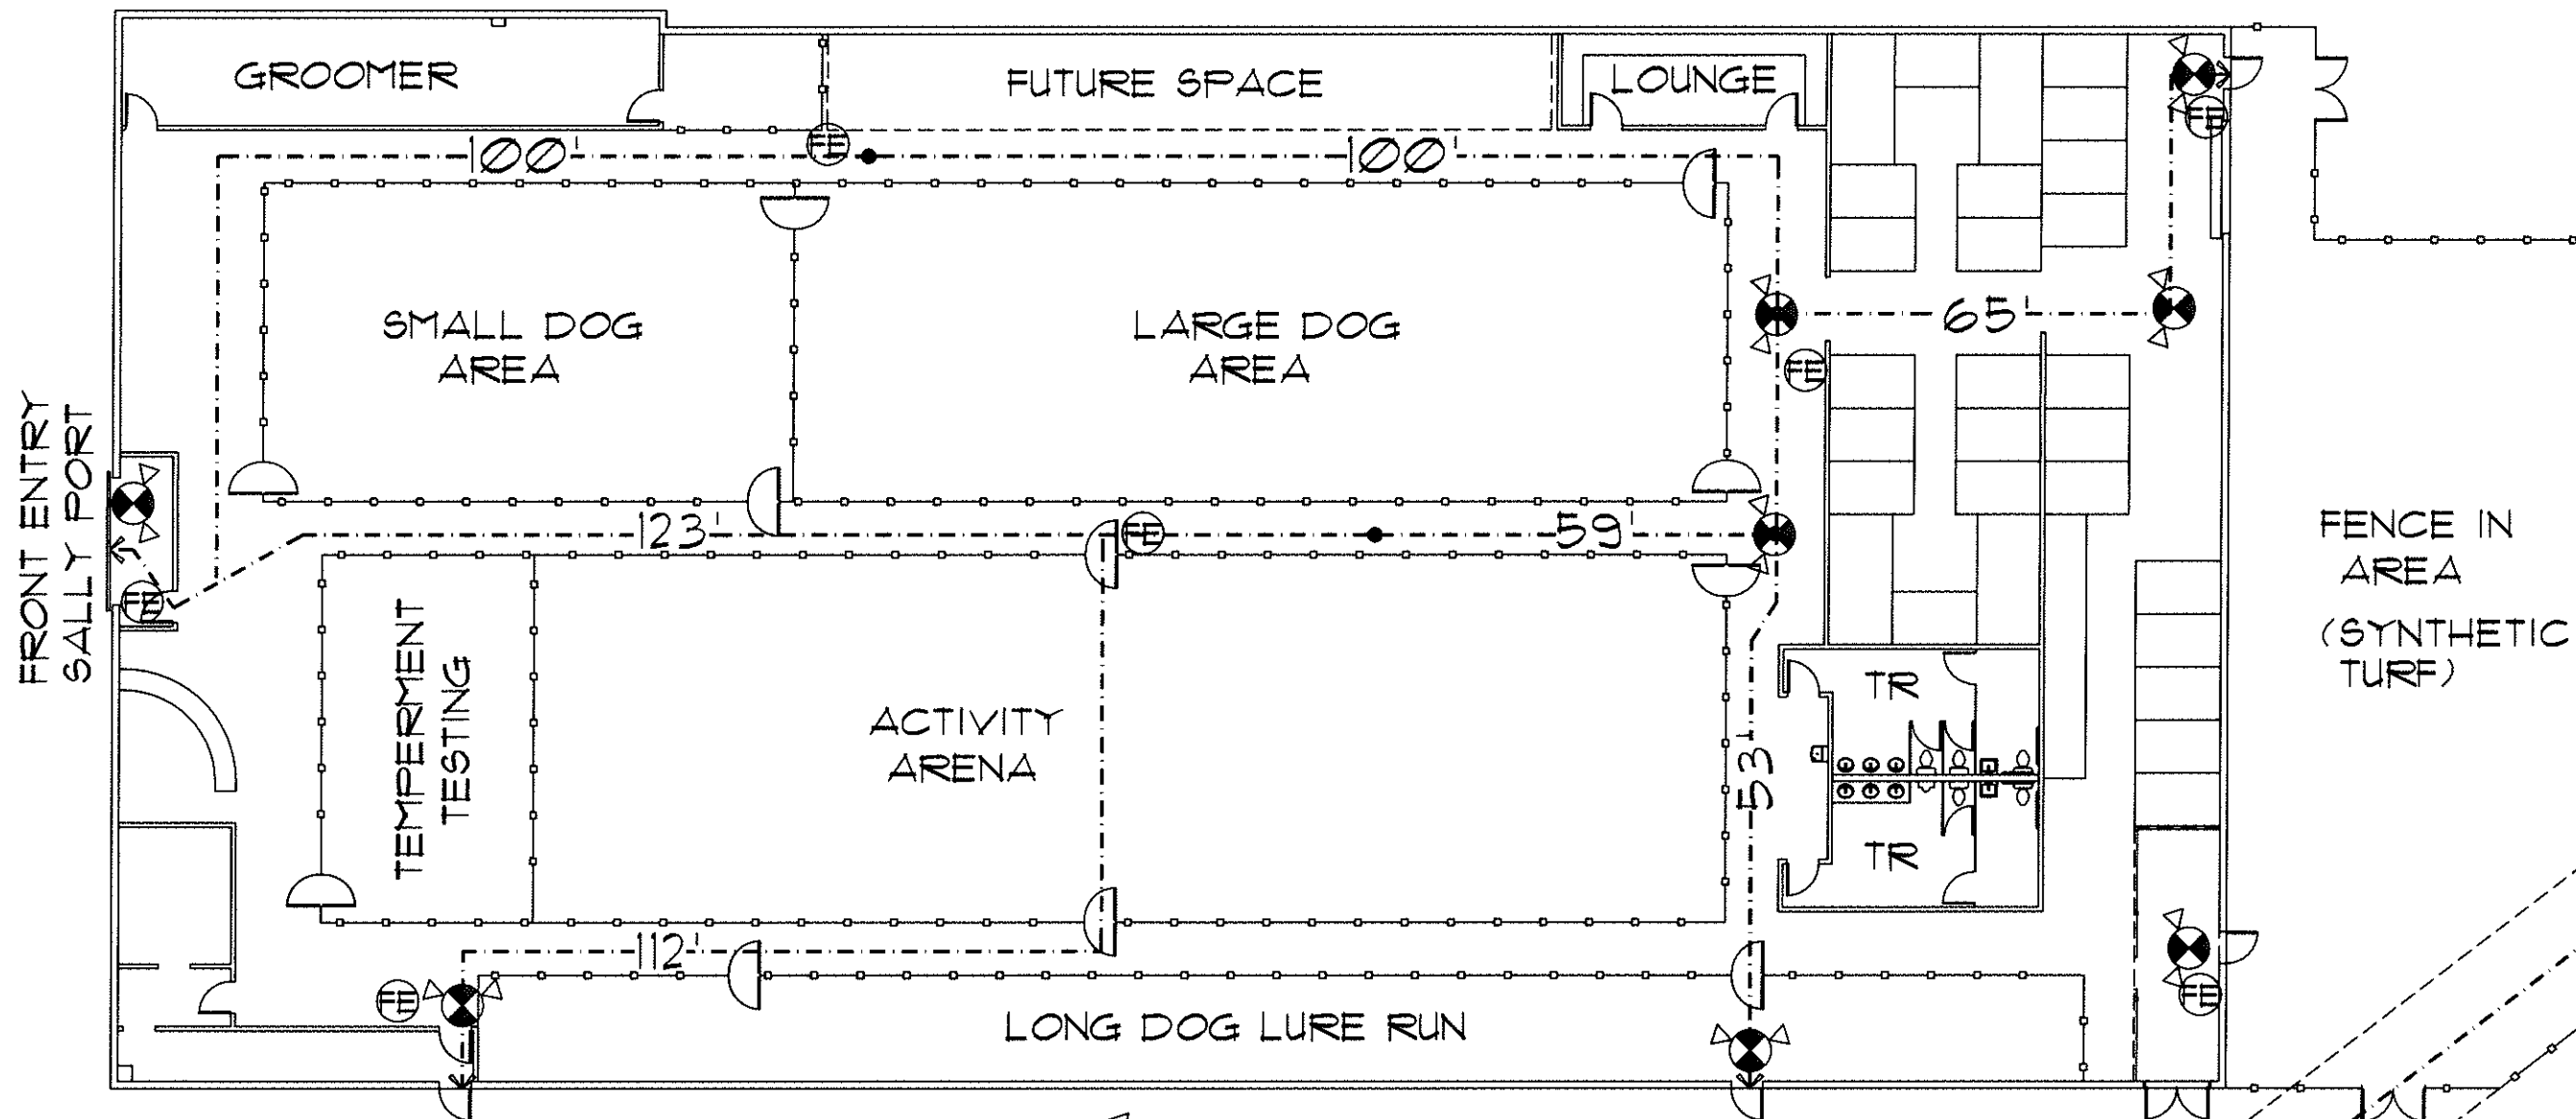 GROOMER
FUTURE SPACE
LOUNGE
FE
FE
100'
100'
SMALL DOG
AREA
LARGE DOG
AREA
65'
FE
FRONT ENTRY
SALLY PORT
123'
FE
59'
FENCE IN
AREA
(SYNTHETIC
TURF)
FE
TEMPERMENT
TESTING
ACTIVITY
ARENA
53'
TR
TR
112'
FE
FE
LONG DOG LURE RUN